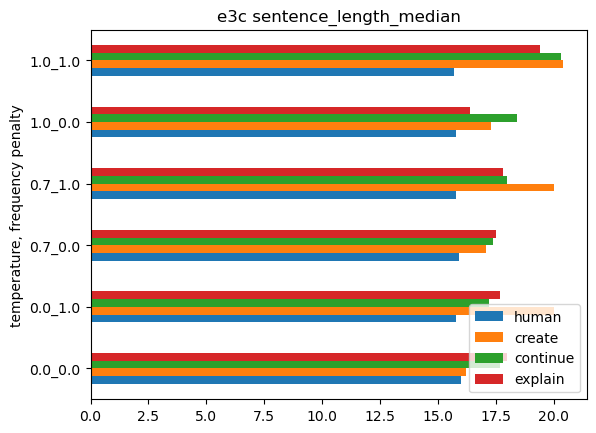 e3c sentence_length_median
temperature, frequency penalty
1.0_1.0
1.0_0.0
0.7_1.0
0.7_0.0
0.0_1.0
0.0_0.0
human
create
continue
explain
0.0 2.5 5.0 7.5 10.0 12.5 15.0 17.5 20.0